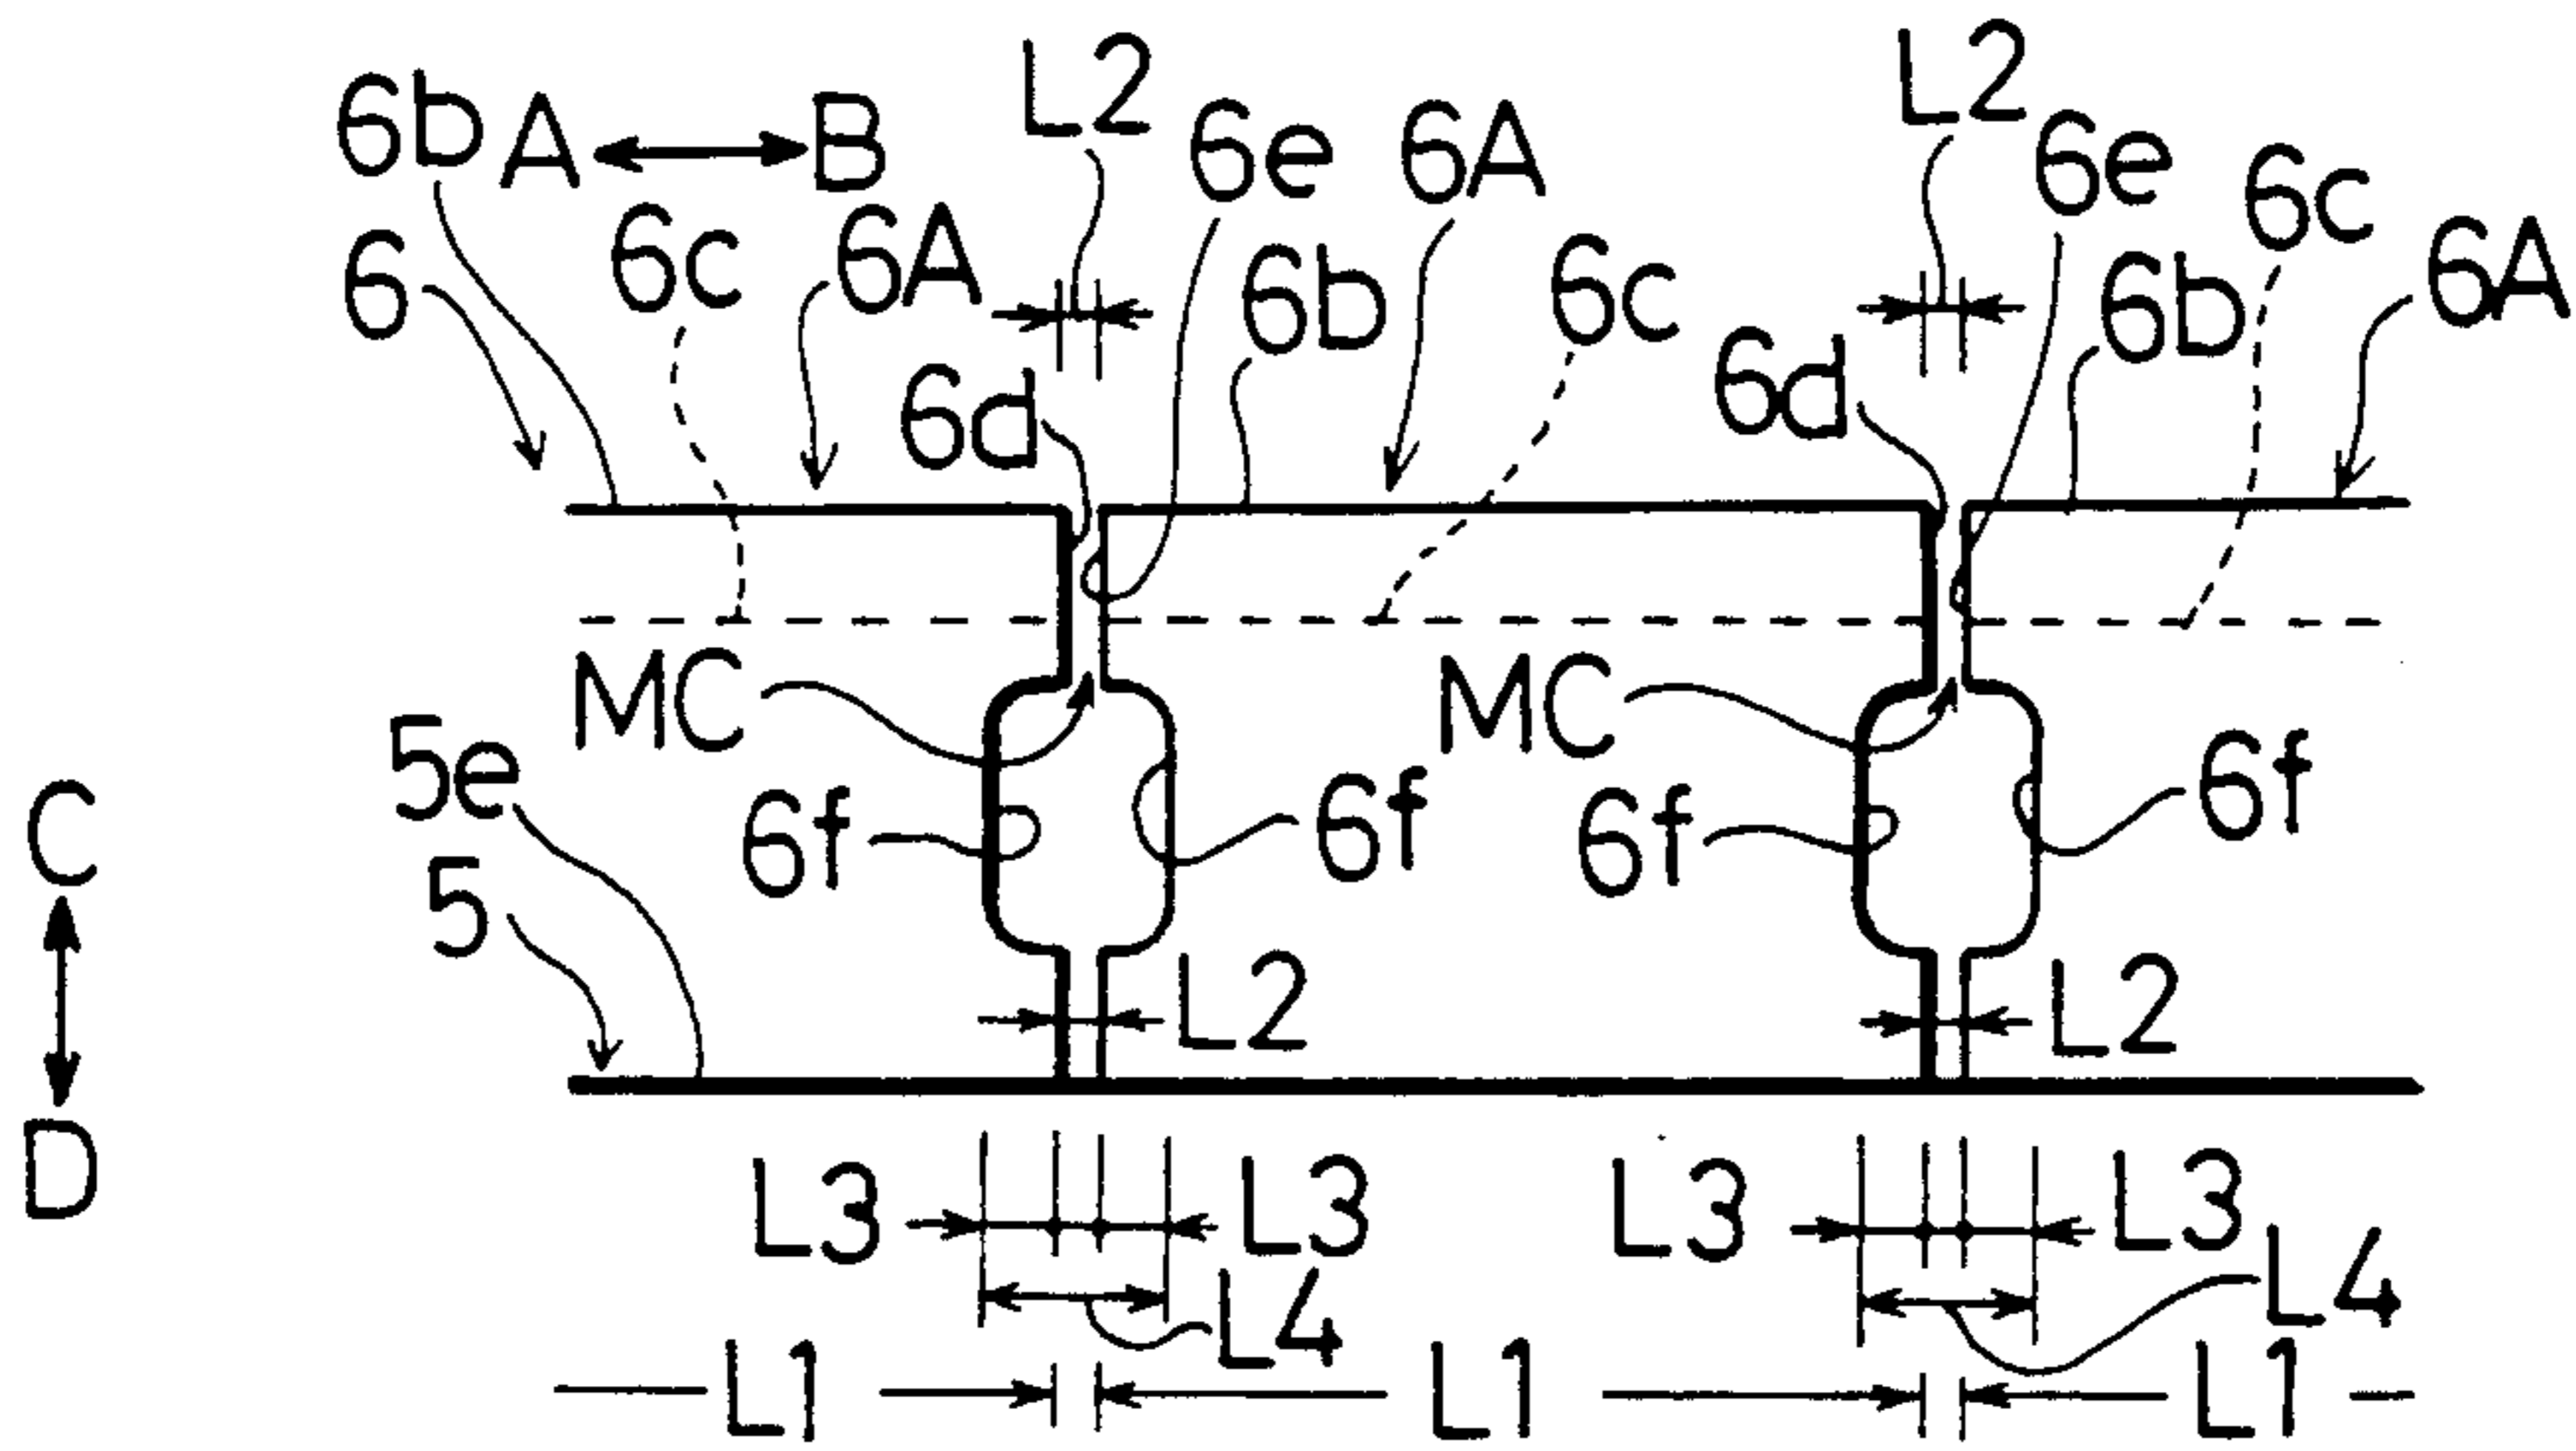 6b A B L2 6e 6A L2 6e 6c
6 6c 6A 6b 6c 6b 6A
6d 6d
MC MC
5e 6f 6f 6f 6f
C
5
L2 L2
D
L3 L3 L3 L3
L4 L4
L1 L1 L1